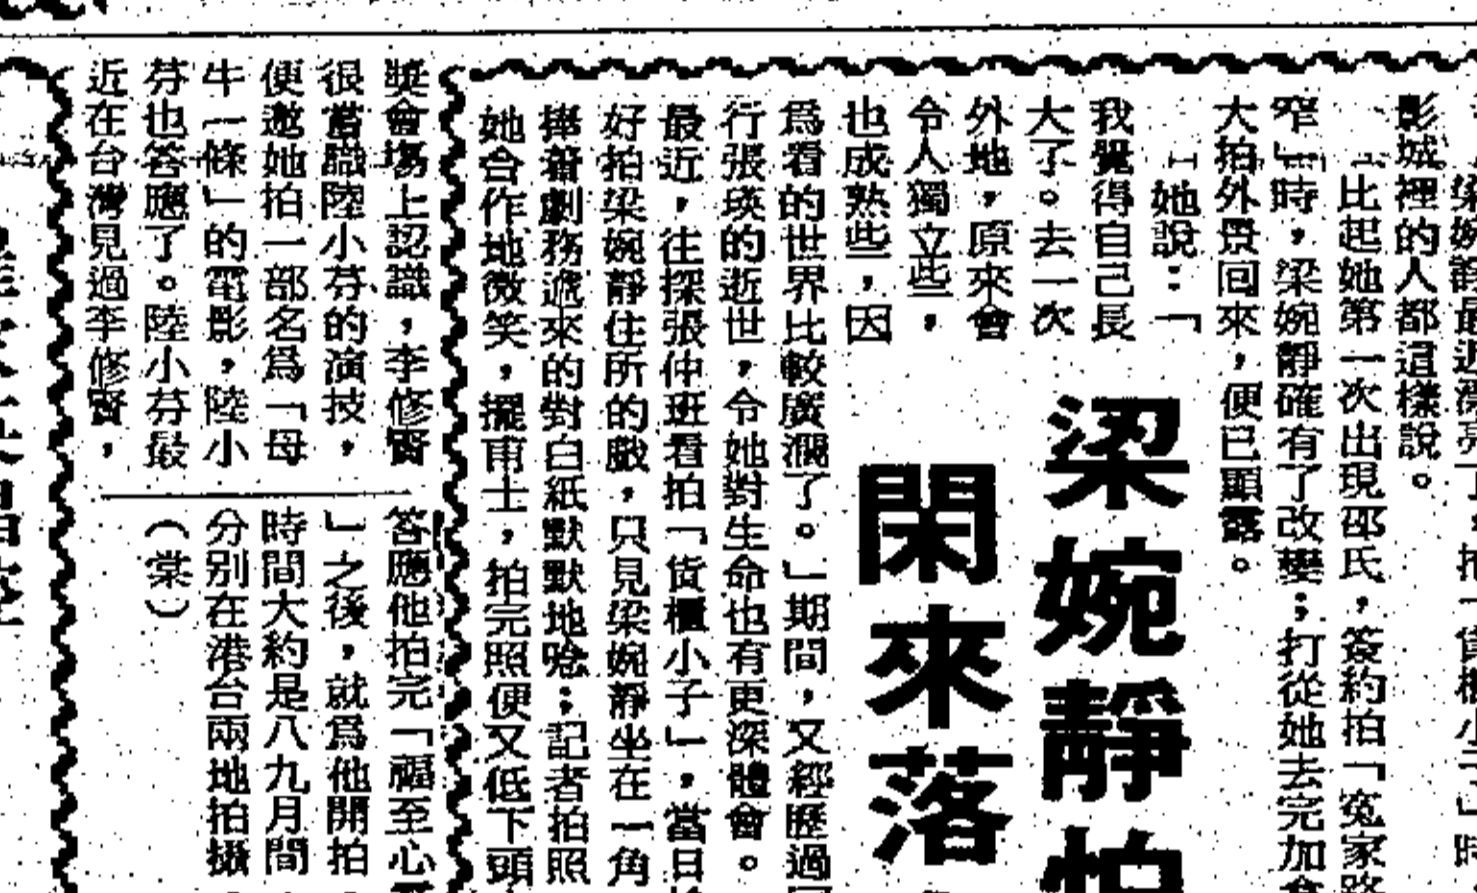 影城裡的人都這樣說。
比起她第一次出現邵氏，簽約拍「冤家路
窄」時，梁婉靜確有了改變；打從她去完加拿
大拍外景回來，便已顯露。
她說：「
我覺得自己長
大了。去一次
外地，原來會
令人獨立些，
也成熟些，因
梁婉靜怕
閑來落
爲看的世界比較廣濶了。」期間，又經歷過同
行張瑛的逝世，令她對生命也有更深體會。
最近，往探張仲班看拍「貨櫃小子」，當日
好拍梁婉靜住所的戲，只見梁婉靜坐在一角
捧着劇務遞來的對白紙默默地唸；記者拍照
她合作地微笑，擺甫士，拍完照便又低下頭
獎會場上認識，李修賢
很賞識陸小芬的演技，
便邀她拍一部名爲「母
牛一條」的電影，陸小
芬也答應了。陸小芬最
近在台灣見過李修賢，
答應他拍完「福至心
」之後，就爲他開拍
時間大約是八九月間
分別在港台兩地拍攝
（棠）